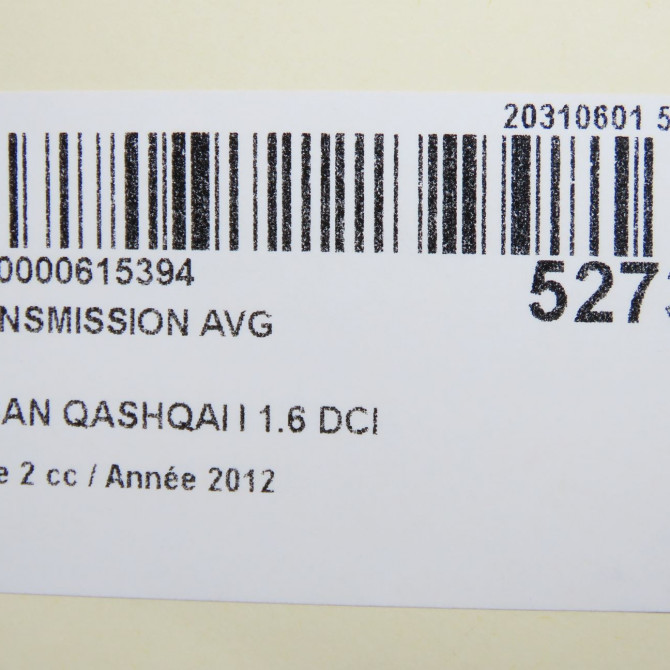 20310601 5
0000615394
527
NSMISSION AVG
AN QASHQAI I 1.6 DCI
e 2 cc / Année 2012